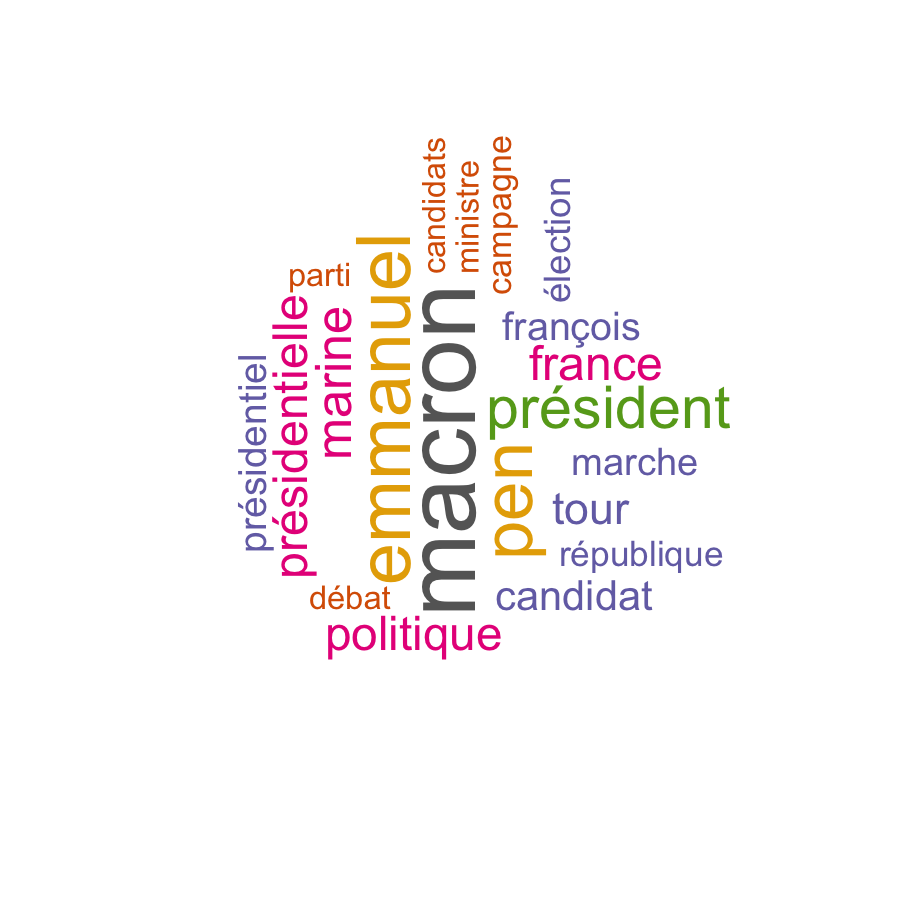 candidats
ministre
campagne
élection
parti
emmanuel
macron
présidentielle
marine
françois
france
présidentiel
président
pen
marche
tour
république
débat
candidat
politique